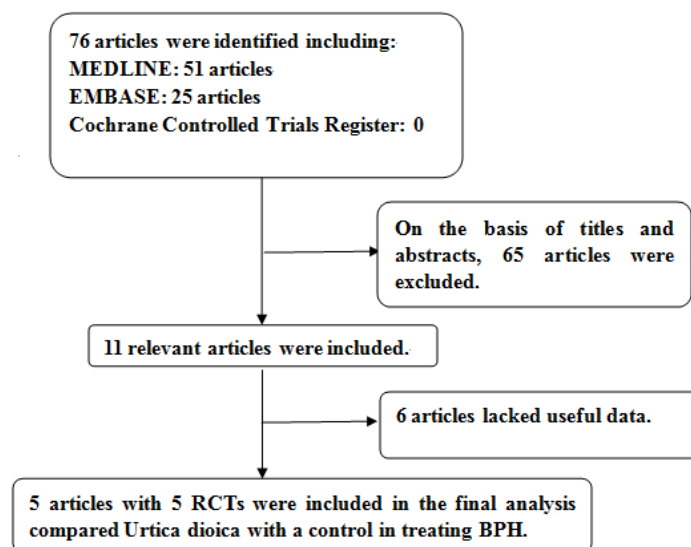 76 articles were identified including:
MEDLINE: 51 articles
EMBASE: 25 articles
Cochrane Controlled Trials Register: 0
On the basis of titles and
abstracts, 65 articles were
excluded.
11 relevant articles were included.
6 articles lacked useful data.
5 articles with 5 RCTs were included in the final analysis
compared Urtica dioica with a control in treating BPH.